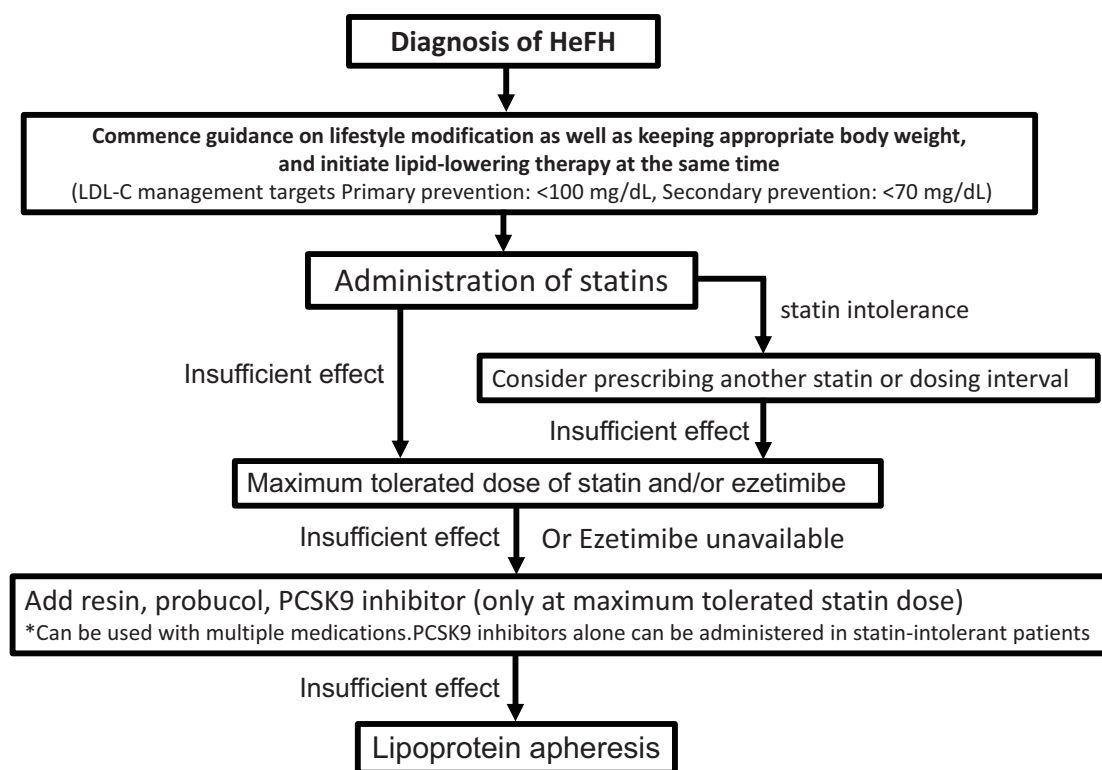 Diagnosis of HeFH
Commence guidance on lifestyle modification as well as keeping appropriate body weight,
and initiate lipid-lowering therapy at the same time
(LDL-C management targets Primary prevention: <100 mg/dL, Secondary prevention: <70 mg/dL)
Administration of statins
statin intolerance
Insufficient effect
Consider prescribing another statin or dosing interval
Insufficient effect
Maximum tolerated dose of statin and/or ezetimibe
Insufficient effect
Or Ezetimibe unavailable
Add resin, probucol, PCSK9 inhibitor (only at maximum tolerated statin dose)
*Can be used with multiple medications.PCSK9 inhibitors alone can be administered in statin-intolerant patients
Insufficient effect
Lipoprotein apheresis